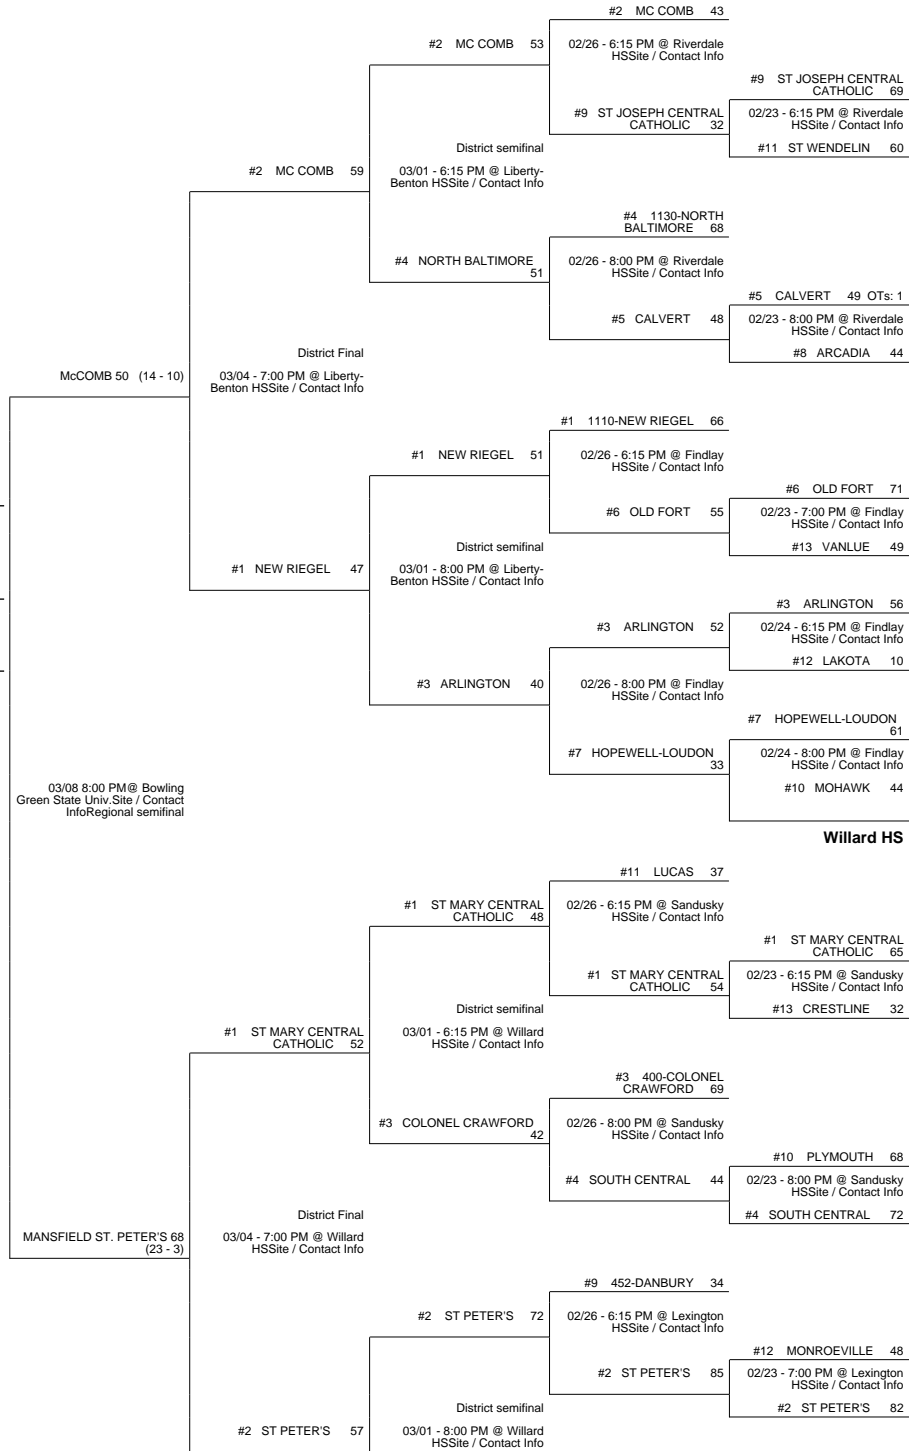 #2 MC COMB 43
#2 MC COMB 53
02/26 - 6:15 PM @ Riverdale
HSSite / Contact Info
#9 ST JOSEPH CENTRAL
CATHOLIC 69
#9 ST JOSEPH CENTRAL
CATHOLIC 32
02/23 - 6:15 PM @ Riverdale
HSSite / Contact Info
#11 ST WENDELIN 60
District semifinal
#2 MC COMB 59
03/01 - 6:15 PM @ Liberty-
Benton HSSite / Contact Info
#4 1130-NORTH
BALTIMORE 68
#4 NORTH BALTIMORE
51
02/26 - 8:00 PM @ Riverdale
HSSite / Contact Info
#5 CALVERT 49 OTs: 1
#5 CALVERT 48
02/23 - 8:00 PM @ Riverdale
HSSite / Contact Info
#8 ARCADIA 44
District Final
McCOMB 50 (14 - 10)
03/04 - 7:00 PM @ Liberty-
Benton HSSite / Contact Info
#1 1110-NEW RIEGEL 66
#1 NEW RIEGEL 51
02/26 - 6:15 PM @ Findlay
HSSite / Contact Info
#6 OLD FORT 71
#6 OLD FORT 55
02/23 - 7:00 PM @ Findlay
HSSite / Contact Info
#13 VANLUE 49
District semifinal
#1 NEW RIEGEL 47
03/01 - 8:00 PM @ Liberty-
Benton HSSite / Contact Info
#3 ARLINGTON 56
#3 ARLINGTON 52
02/24 - 6:15 PM @ Findlay
HSSite / Contact Info
#12 LAKOTA 10
#3 ARLINGTON 40
02/26 - 8:00 PM @ Findlay
HSSite / Contact Info
#7 HOPEWELL-LOUDON
61
#7 HOPEWELL-LOUDON
33
02/24 - 8:00 PM @ Findlay
HSSite / Contact Info
#10 MOHAWK 44
03/08 8:00 PM@ Bowling
Green State Univ.Site / Contact
InfoRegional semifinal
Willard HS
#11 LUCAS 37
#1 ST MARY CENTRAL
CATHOLIC 48
02/26 - 6:15 PM @ Sandusky
HSSite / Contact Info
#1 ST MARY CENTRAL
CATHOLIC 65
#1 ST MARY CENTRAL
CATHOLIC 54
02/23 - 6:15 PM @ Sandusky
HSSite / Contact Info
#13 CRESTLINE 32
District semifinal
#1 ST MARY CENTRAL
CATHOLIC 52
03/01 - 6:15 PM @ Willard
HSSite / Contact Info
#3 400-COLONEL
CRAWFORD 69
#3 COLONEL CRAWFORD
42
02/26 - 8:00 PM @ Sandusky
HSSite / Contact Info
#10 PLYMOUTH 68
#4 SOUTH CENTRAL 44
02/23 - 8:00 PM @ Sandusky
HSSite / Contact Info
#4 SOUTH CENTRAL 72
District Final
MANSFIELD ST. PETER'S 68
(23 - 3)
03/04 - 7:00 PM @ Willard
HSSite / Contact Info
#9 452-DANBURY 34
#2 ST PETER'S 72
02/26 - 6:15 PM @ Lexington
HSSite / Contact Info
#12 MONROEVILLE 48
#2 ST PETER'S 85
02/23 - 7:00 PM @ Lexington
HSSite / Contact Info
#2 ST PETER'S 82
District semifinal
#2 ST PETER'S 57
03/01 - 8:00 PM @ Willard
HSSite / Contact Info